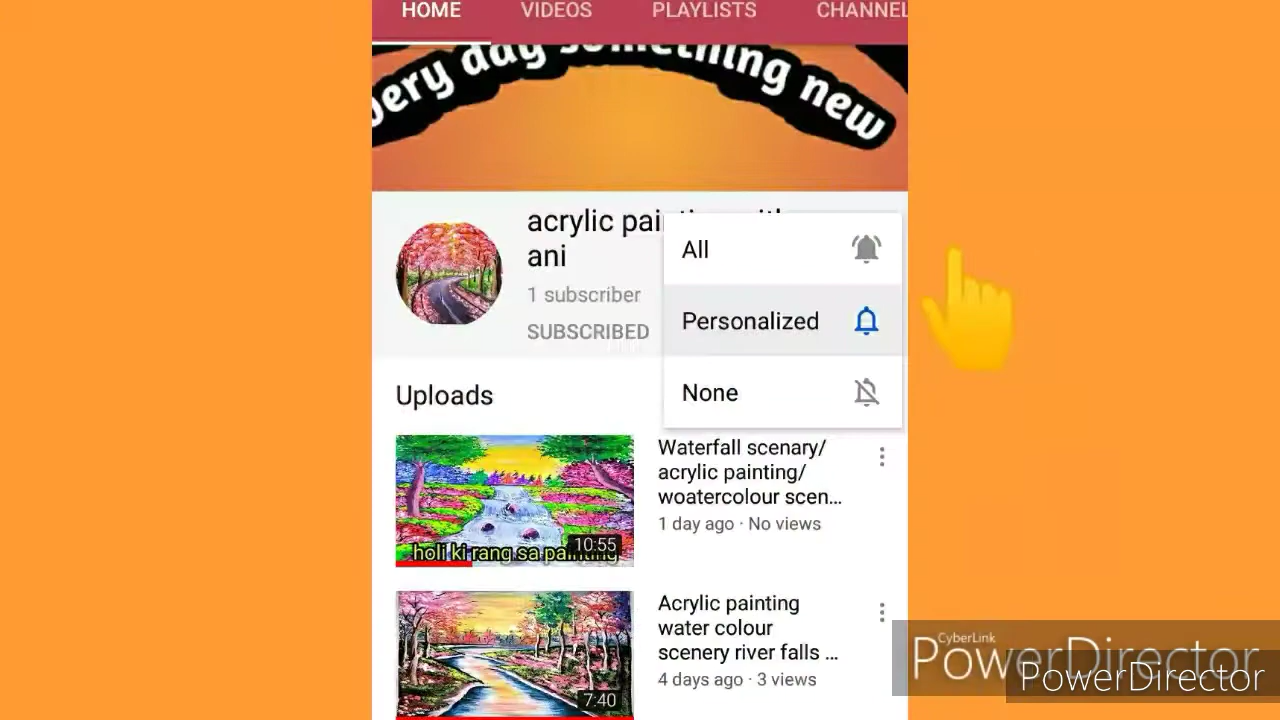 HOME VIDEOS PLAYLISTS CHANNEL
very day something new
acrylic
ani
1 subscriber
SUBSCRIBED
All
Personalized
None
Uploads
holi ki rang sa painting
10:55
Waterfall scenary/
acrylic painting/
woatercolour scen...
1 day ago · No views
7:40
Acrylic painting
water colour
scenery river falls ...
4 days ago · 3 views
CyberLink
PowerDirector
PowerDirector